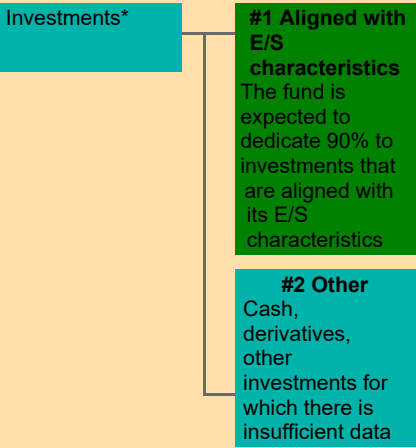 Investments*
#1 Aligned with
E/S
characteristics
The fund is
expected to
dedicate 90% to
investments that
are aligned with
its E/S
characteristics
#2 Other
Cash,
derivatives,
other
investments for
which there is
insufficient data